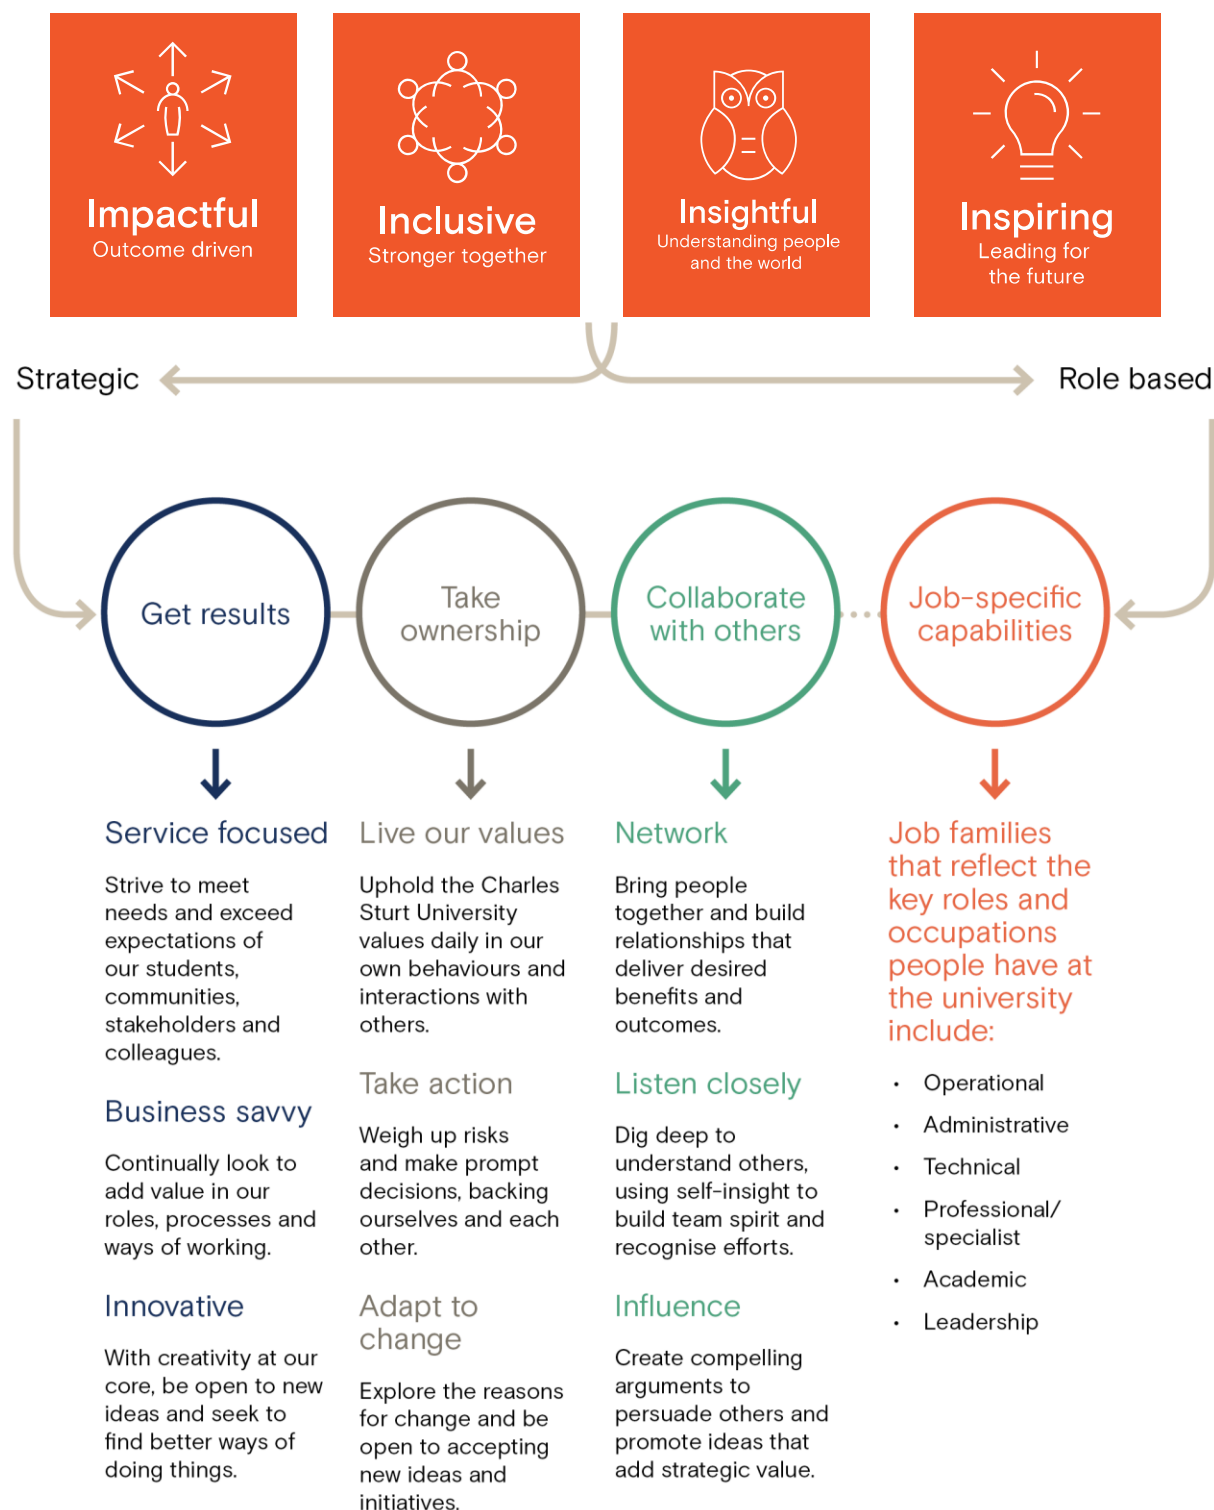 Impactful
Outcome driven
Inclusive
Stronger together
Insightful
Understanding people
and the world
Inspiring
Leading for
the future
Strategic
Role based
Get results
Take
ownership
Collaborate
with others
Job-specific
capabilities
Service focused
Strive to meet
needs and exceed
expectations of
our students,
communities,
stakeholders and
colleagues.
Business savvy
Continually look to
add value in our
roles, processes and
ways of working.
Innovative
With creativity at our
core, be open to new
ideas and seek to
find better ways of
doing things.
Live our values
Uphold the Charles
Sturt University
values daily in our
own behaviours and
interactions with
others.
Take action
Weigh up risks
and make prompt
decisions, backing
ourselves and each
other.
Adapt to
change
Explore the reasons
for change and be
open to accepting
new ideas and
initiatives.
Network
Bring people
together and build
relationships that
deliver desired
benefits and
outcomes.
Listen closely
Dig deep to
understand others,
using self-insight to
build team spirit and
recognise efforts.
Influence
Create compelling
arguments to
persuade others and
promote ideas that
add strategic value.
Job families
that reflect the
key roles and
occupations
people have at
the university
include:
• Operational
• Administrative
• Technical
• Professional/
specialist
• Academic
• Leadership